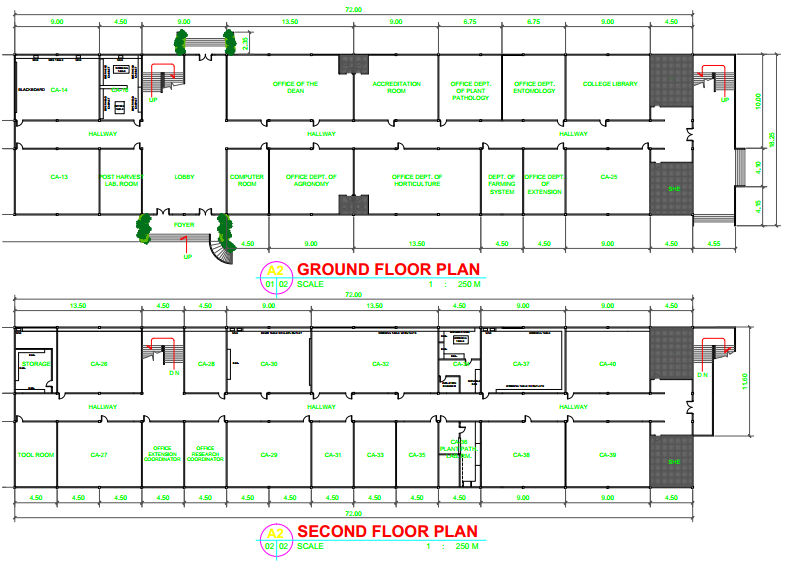 72.00
9.00 4.50 9.00 13.50 9.00 6.75 6.75 9.00 4.50
2.35
BLACKBOARD
CA-14
UP
OFFICE OF THE
DEAN
ACCREDITATION
ROOM
OFFICE DEPT.
OF PLANT
PATHOLOGY
OFFICE DEPT.
ENTOMOLOGY
COLLEGE LIBRARY
UP
10.00
18.25
HALLWAY HALLWAY HALLWAY
CA-13
POST HARVEST
LAB. ROOM
LOBBY
COMPUTER
ROOM
OFFICE DEPT. OF
AGRONOMY
OFFICE DEPT. OF
HORTICULTURE
DEPT. OF
FARMING
SYSTEM
OFFICE DEPT
OF
EXTENSION
CA-25
SHE
4.10
4.15
FOYER
UP
4.50 9.00 13.50 4.50 4.50 9.00 4.50 4.55
A2
01 02
GROUND FLOOR PLAN
SCALE 1 : 250 M
72.00
13.50 4.50 4.50 9.00 13.50 4.50 9.00 9.00 4.50
STORAGE
CA-26
D N
CA-28
CA-30
CA-32
CA-37
CA-40
D N
11.60
HALLWAY HALLWAY HALLWAY
TOOL ROOM
CA-27
OFFICE
EXTENSION
COORDINATOR
OFFICE
RESEARCH
COORDINATOR
CA-29
CA-31
CA-33
CA-35
CA-36
PLANT PATH.
CA-38
CA-39
SHE
4.50 4.50 4.50 4.50 4.50 9.00 4.50 4.50 4.50 4.50 9.00 9.00 4.50
72.00
A2
02 02
SECOND FLOOR PLAN
SCALE 1 : 250 M